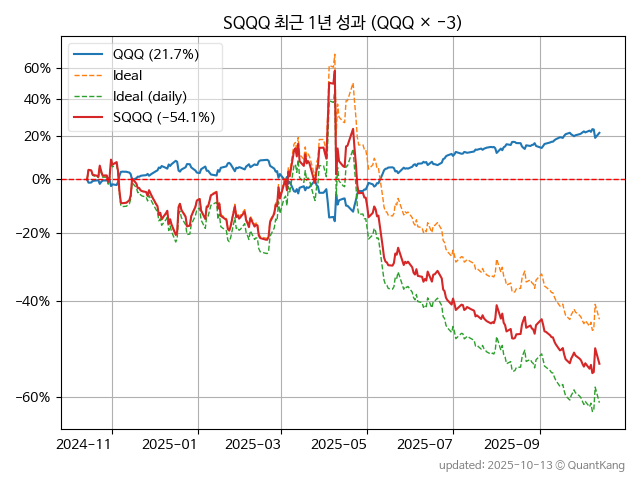 SQQQ 최근 1년 성과 (QQQ × −3)
QQQ (21.7%)
Ideal
Ideal (daily)
SQQQ (−54.1%)
60%
40%
20%
0%
−20%
−40%
−60%
2024-11 2025-01 2025-03 2025-05 2025-07 2025-09
updated: 2025-10-13 © QuantKang